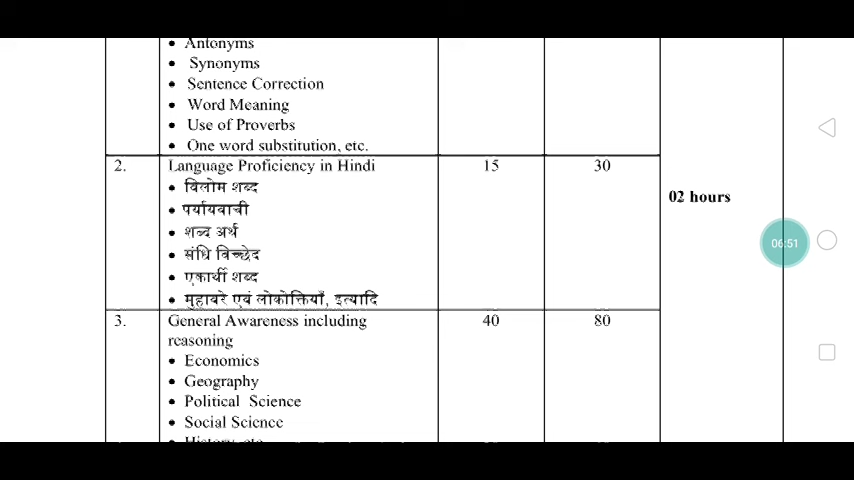 Antonyms
Synonyms
Sentence Correction
Word Meaning
Use of Proverbs
One word substitution, etc.
2. Language Proficiency in Hindi 15 30
02 hours
विलोम शब्द
पर्यायवाची
शब्द अर्थ
संधि विच्छेद
एकार्थी शब्द
मुहावरे एवं लोकोक्तियाँ, इत्यादि
3. General Awareness including 40 80
reasoning
Economics
Geography
Political Science
Social Science
History, etc
06:51